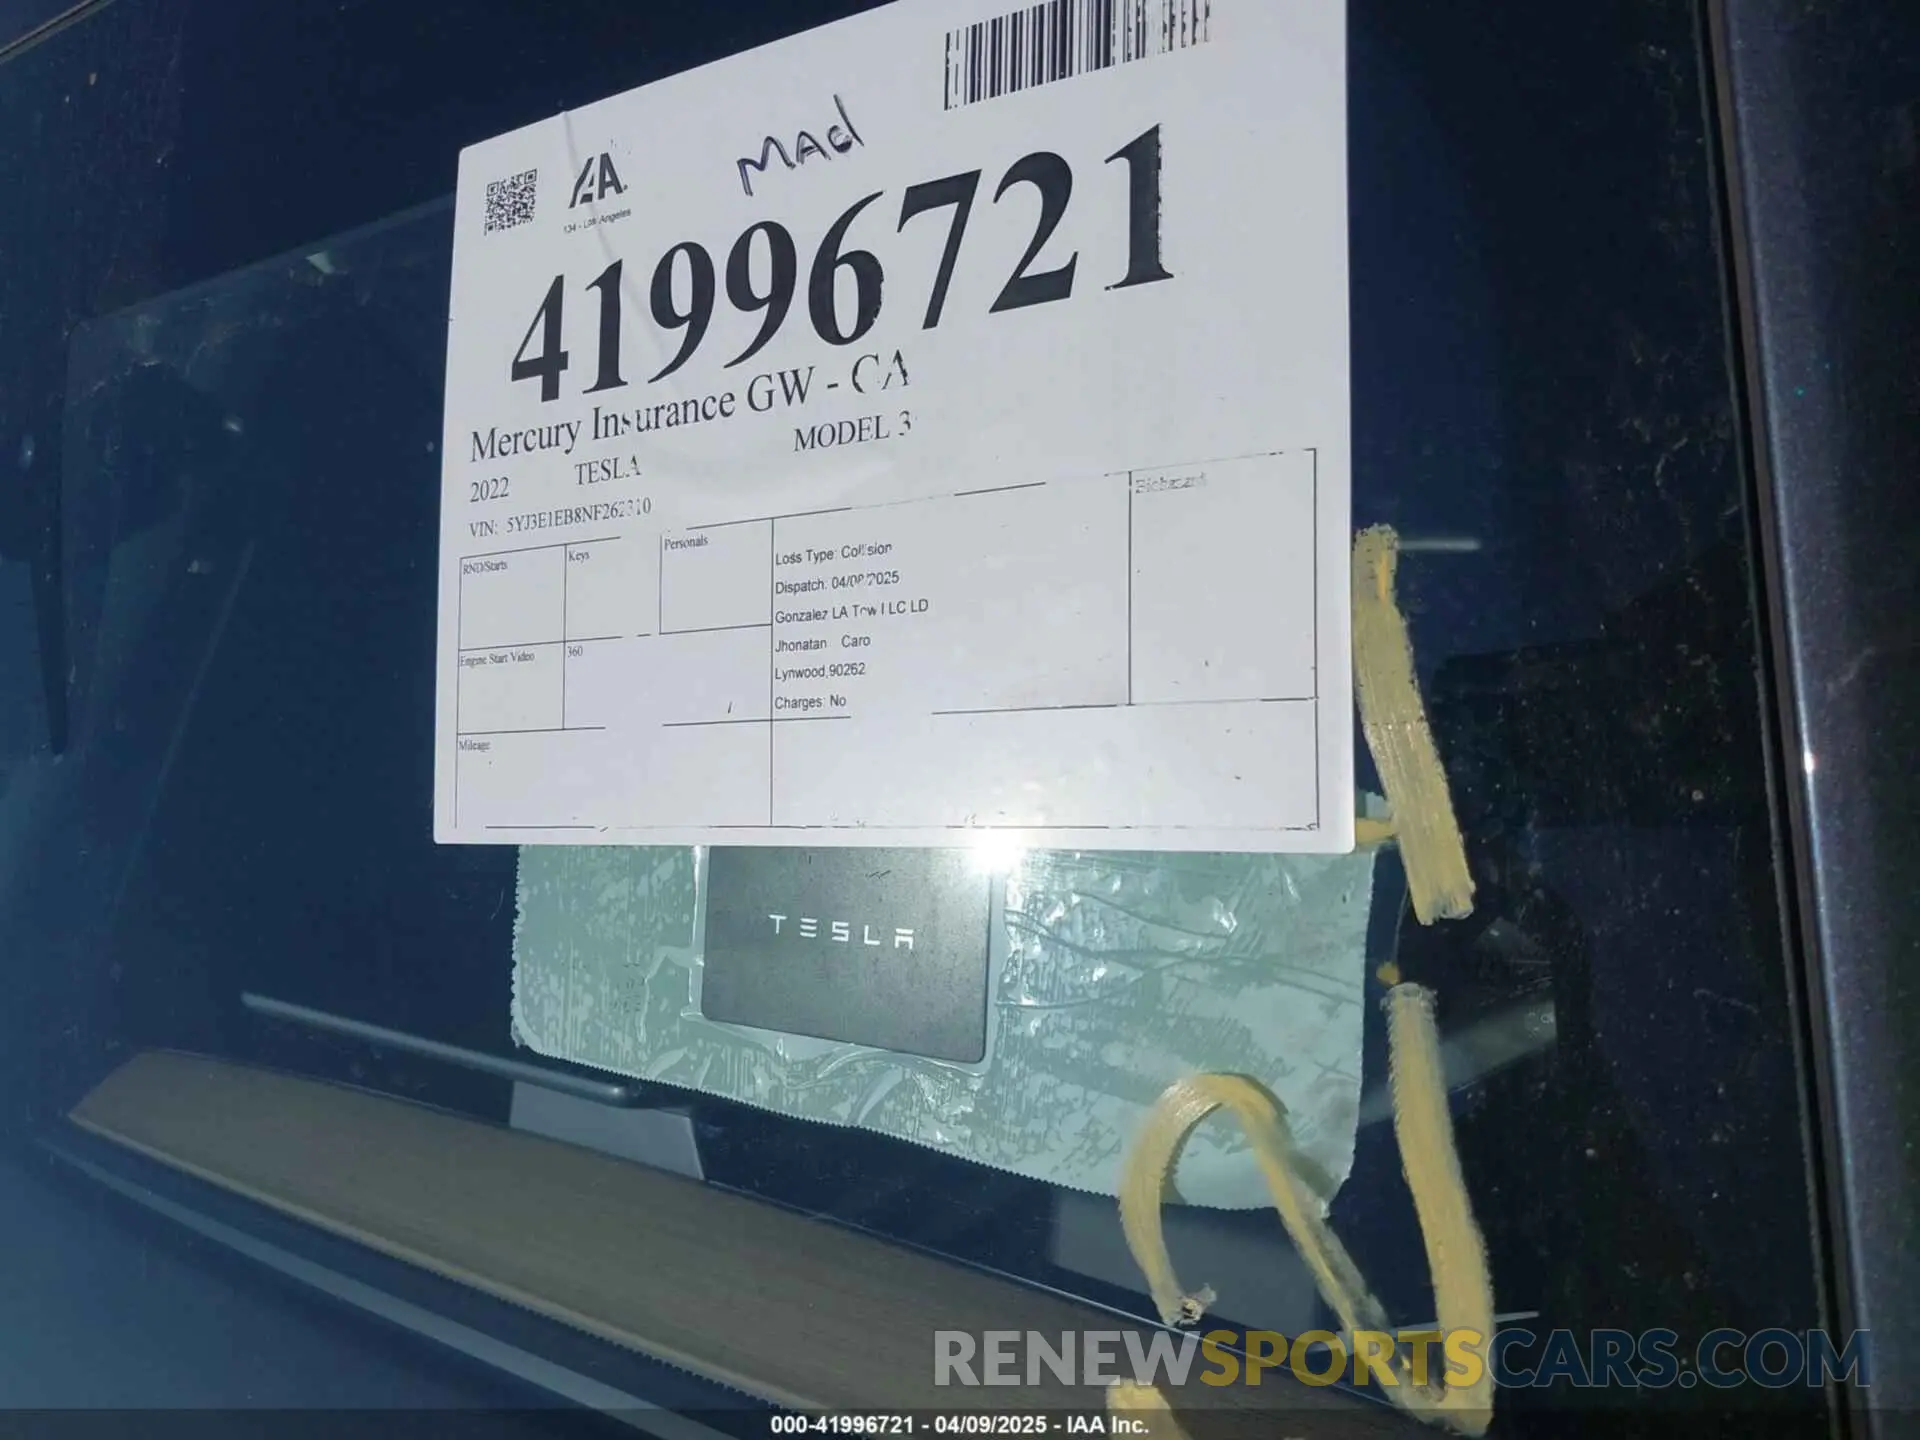 MAd
IAA
134 - Los Angeles
41996721
Mercury Insurance GW - CA
2022 TESLA MODEL 3
VIN: 5YJ3E1EB8NF262310
RND/Starts
Keys
Personals
Biohazard
Loss Type: Collision
Dispatch: 04/08/2025
Gonzalez LA Tow LLC LD
Jhonatan Caro
Lynwood,90262
Charges: No
Engine Start Video
360
Mileage
TESLA
RENEWSPORTSCARS.COM
000-41996721 - 04/09/2025 - IAA Inc.